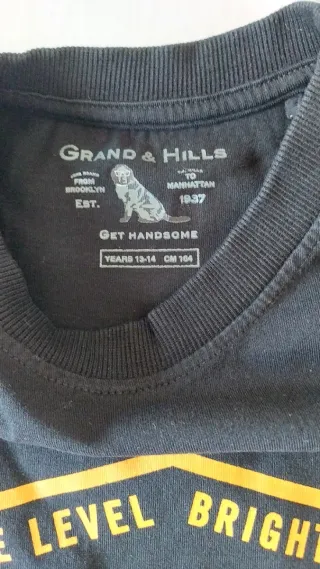 GRAND & HILLS
FROM
BROOKLYN
TO
MANHATTAN
EST.
1937
GET HANDSOME
YEARS 13-14 CM 164
E LEVEL BRIGHT